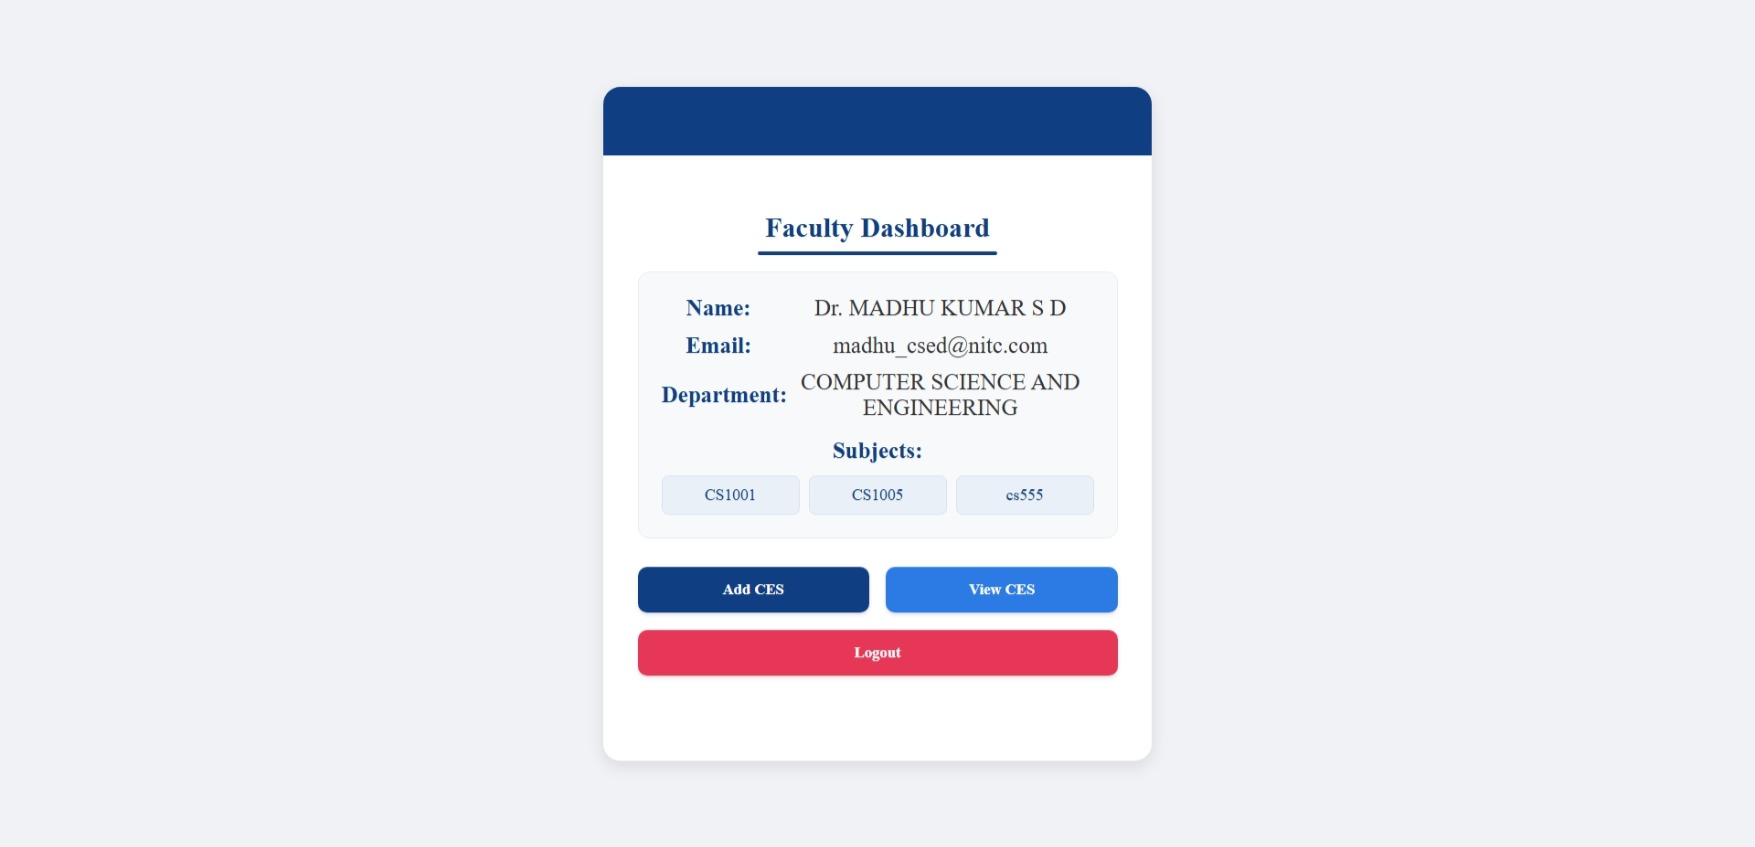 Faculty Dashboard
Name: Dr. MADHU KUMAR S D
Email: madhu_csed@nitc.com
Department: COMPUTER SCIENCE AND
ENGINEERING
Subjects:
CS1001 CS1005 cs555
Add CES View CES
Logout